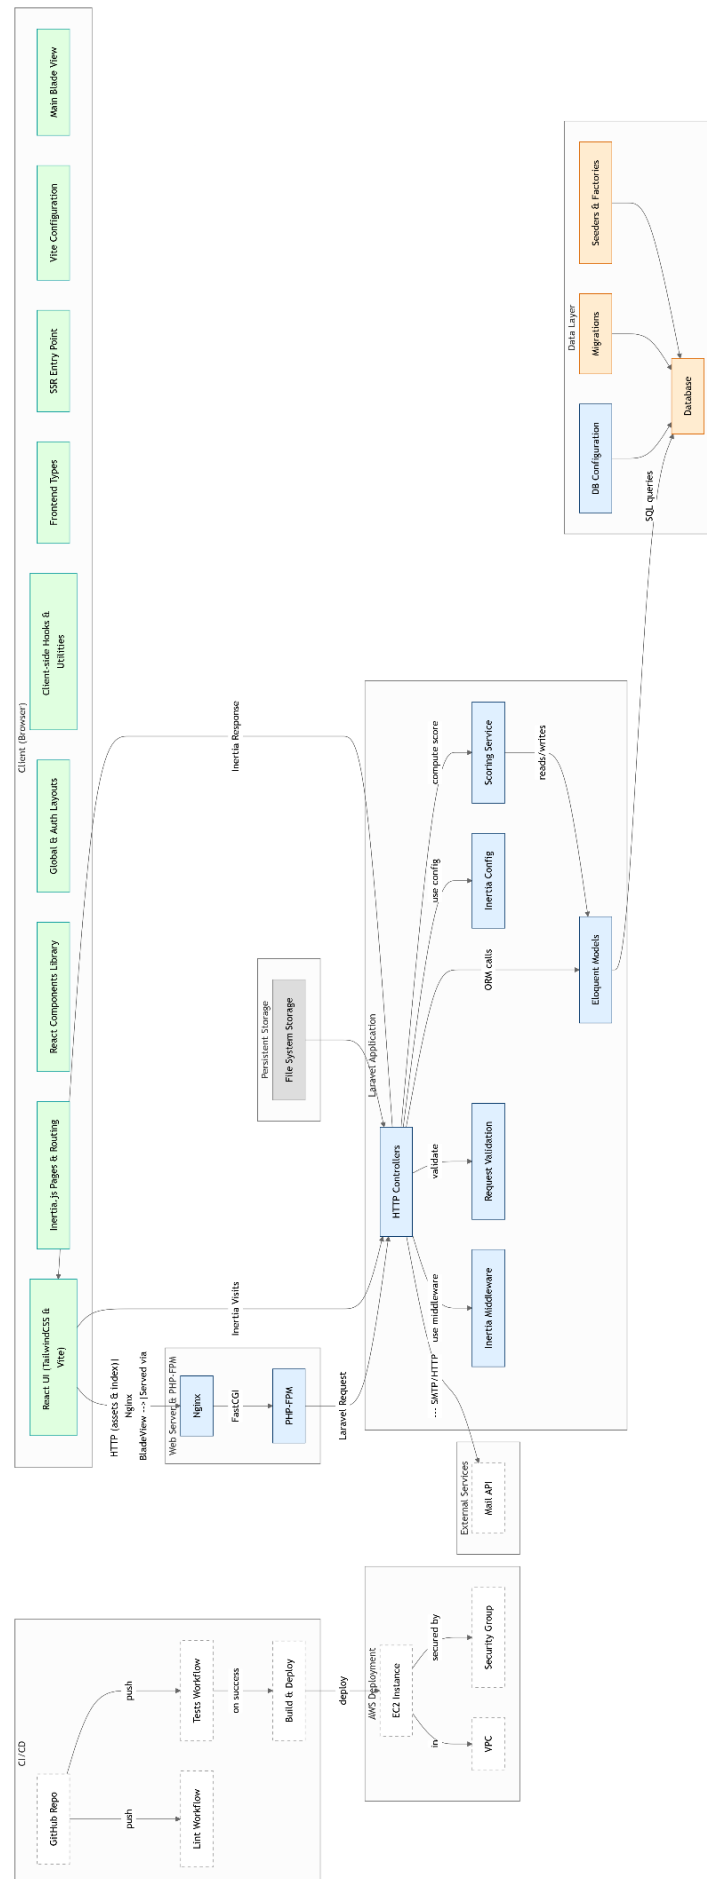 CI/CD
GitHub Repo
push
push
Lint Workflow
Tests Workflow
on success
Build & Deploy
deploy
AWS Deployment
EC2 Instance
in
secured by
VPC
Security Group
External Services
Mail API
Client (Browser)
React UI (TailwindCSS &
Vite)
Inertia.js Pages & Routing
React Components Library
Global & Auth Layouts
Client-side Hooks &
Utilities
Frontend Types
SSR Entry Point
Vite Configuration
Main Blade View
HTTP (assets & index)|
Nginx
BladeView -->|Served via
Inertia Visits
Inertia Response
Web Server & PHP-FPM
Nginx
FastCGI
PHP-FPM
Laravel Request
Persistent Storage
File System Storage
Laravel Application
HTTP Controllers
--- SMTP/HTTP
use middleware
validate
ORM calls
use config
compute score
Inertia Middleware
Request Validation
Inertia Config
Scoring Service
reads/writes
Eloquent Models
SQL queries
Data Layer
DB Configuration
Migrations
Seeders & Factories
Database